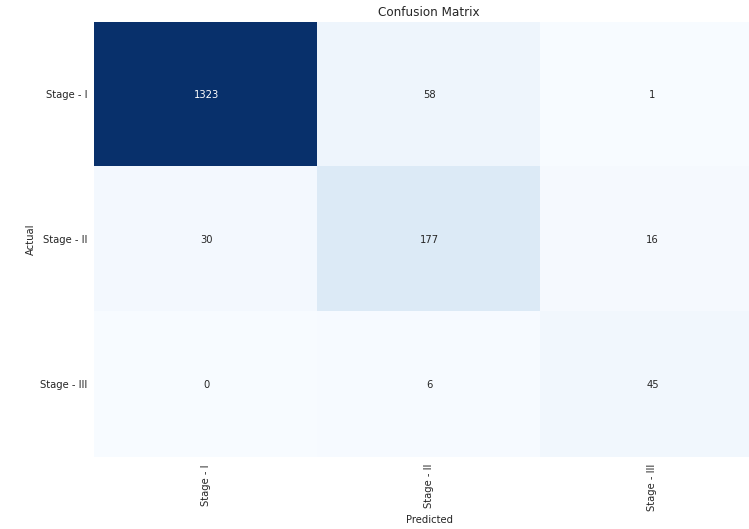 Confusion Matrix
Stage - I 1323 58 1
Actual
Stage - II 30 177 16
Stage - III 0 6 45
Stage - I Stage - II Stage - III
Predicted